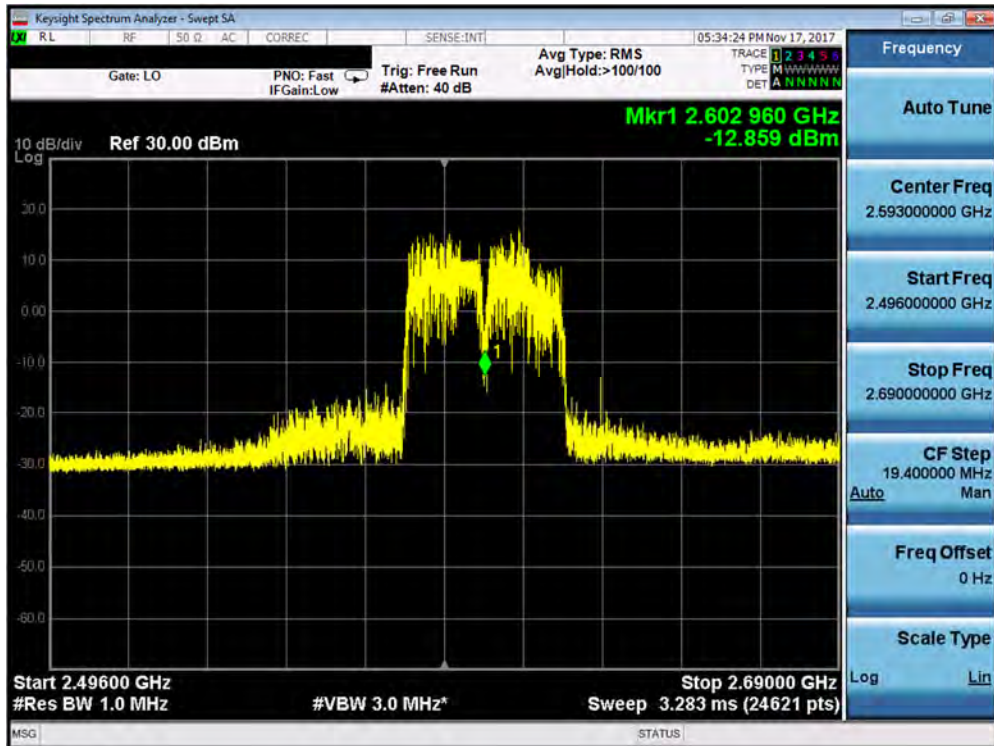 Keysight Spectrum Analyzer - Swept SA
LXI RL RF 50 Ω AC CORREC SENSE:INT 05:34:24 PM Nov 17, 2017
Gate: LO PNO: Fast Trig: Free Run Avg Type: RMS TRACE 1 2 3 4 5 6
IFGain:Low #Atten: 40 dB Avg|Hold:>100/100 TYPE M W W W W W
DET A N N N N N
Mkr1 2.602 960 GHz
-12.859 dBm
10 dB/div Ref 30.00 dBm
Log
20.0
10.0
0.00
-10.0
-20.0
-30.0
-40.0
-50.0
-60.0
1
Start 2.49600 GHz Stop 2.69000 GHz
#Res BW 1.0 MHz #VBW 3.0 MHz* Sweep 3.283 ms (24621 pts)
MSG STATUS
Frequency
Auto Tune
Center Freq
2.593000000 GHz
Start Freq
2.496000000 GHz
Stop Freq
2.690000000 GHz
CF Step
19.400000 MHz
Auto Man
Freq Offset
0 Hz
Scale Type
Log Lin